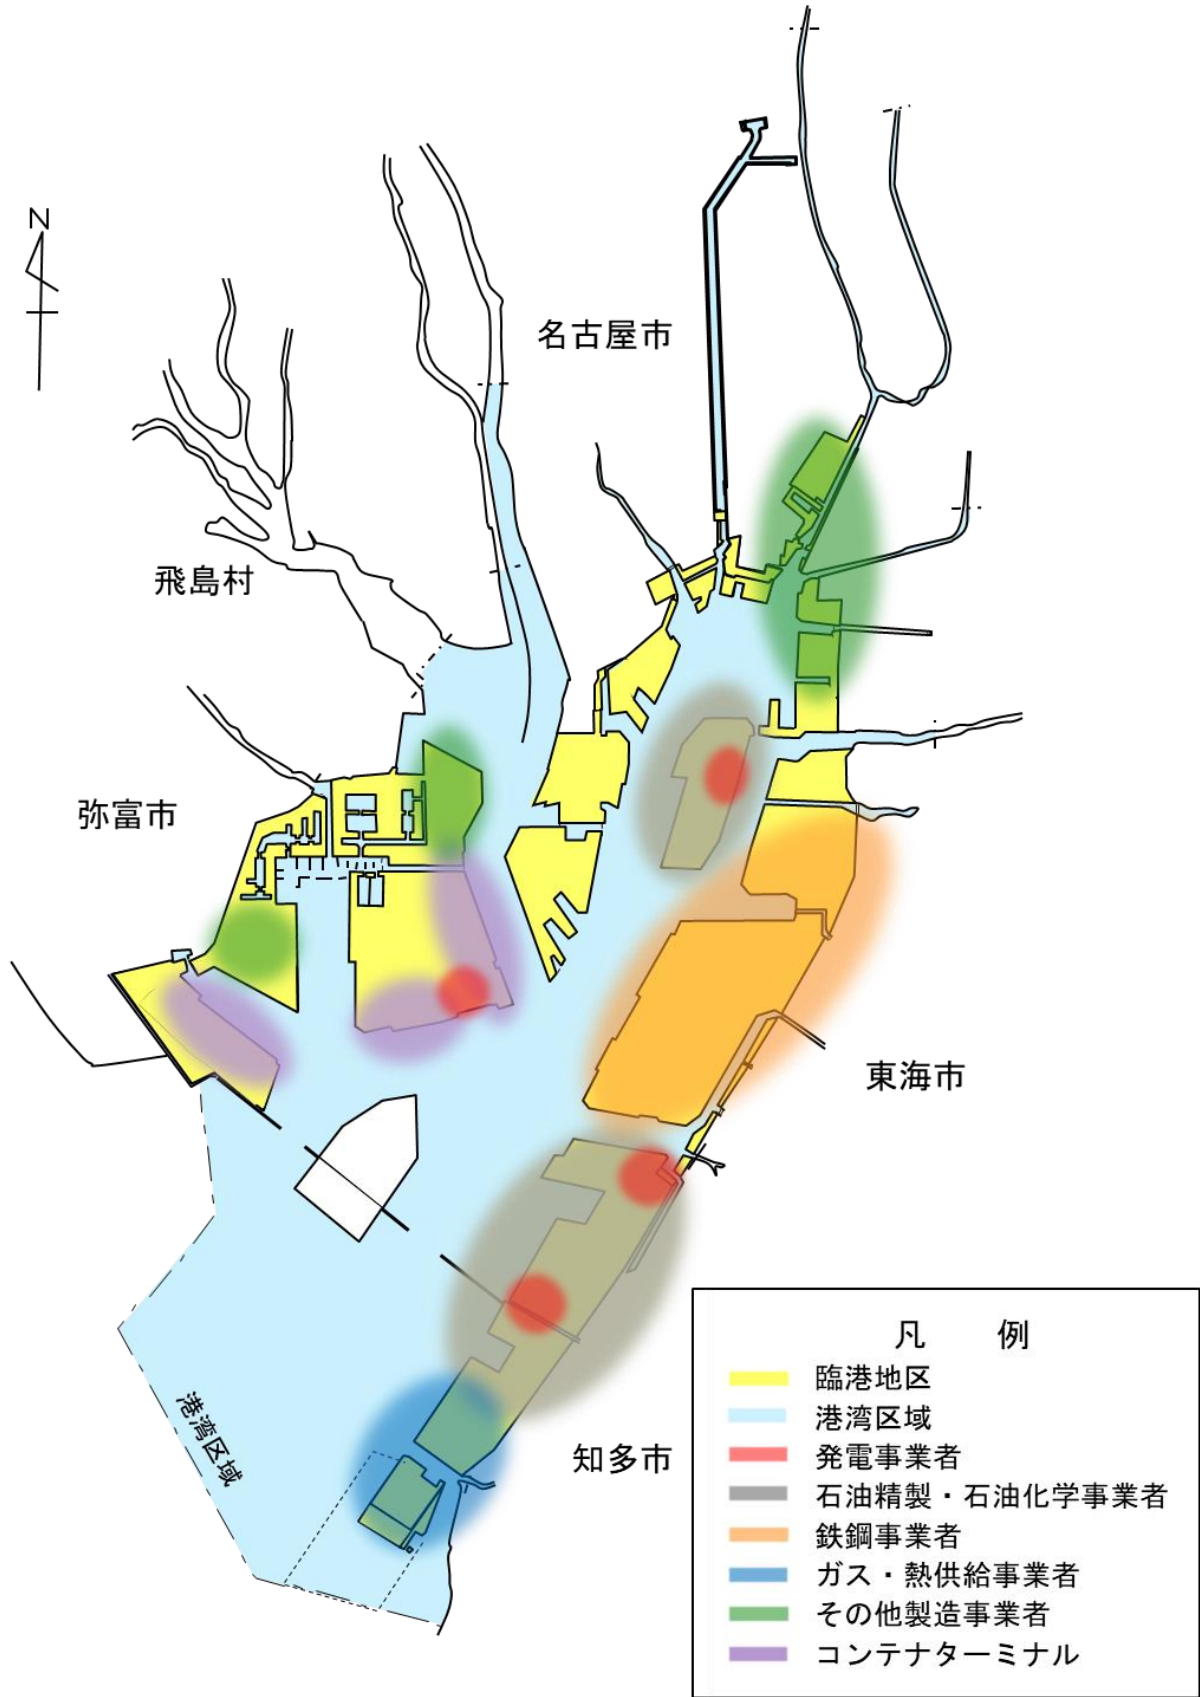 N
名古屋市
飛島村
弥富市
東海市
知多市
港湾区域
凡 例
臨港地区
港湾区域
発電事業者
石油精製・石油化学事業者
鉄鋼事業者
ガス・熱供給事業者
その他製造事業者
コンテナターミナル